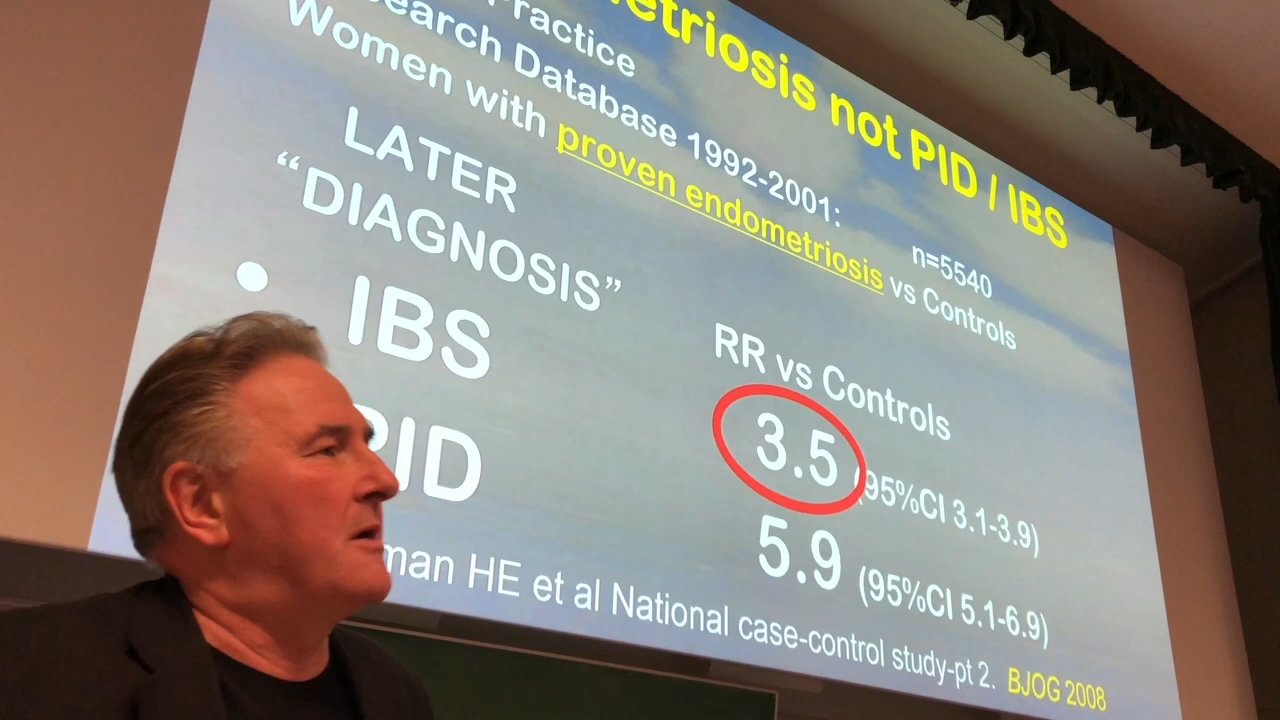 etriosis not PID / IBS
Practice
search Database 1992-2001:
Women with proven endometriosis vs Controls
n=5540
LATER
“DIAGNOSIS”
RR vs Controls
• IBS
3.5 (95%CI 3.1-3.9)
PID
5.9 (95%CI 5.1-6.9)
man HE et al National case-control study-pt 2. BJOG 2008